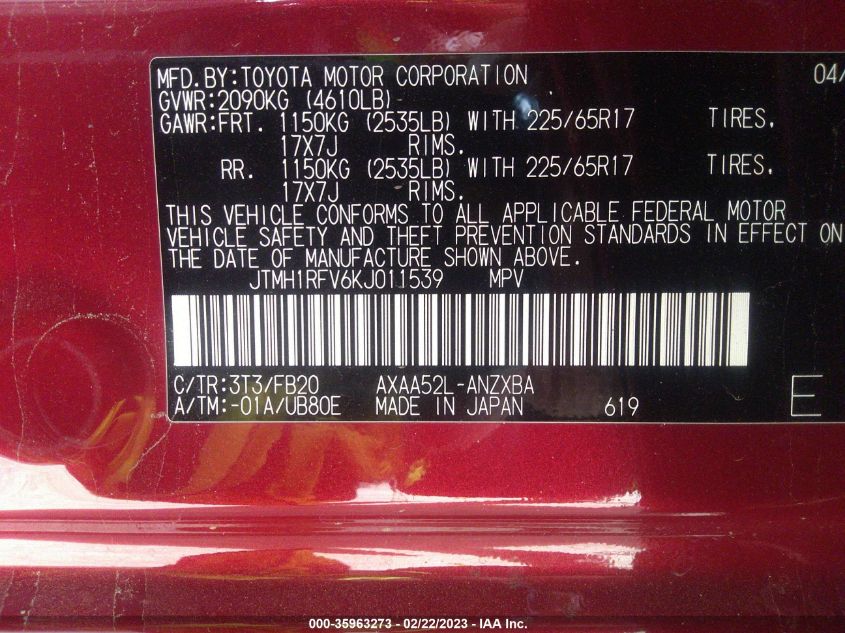 MFD.BY:TOYOTA MOTOR CORPORATION 04/
GVWR:2090KG (4610LB)
GAWR:FRT. 1150KG (2535LB) WITH 225/65R17 TIRES.
17X7J RIMS.
RR. 1150KG (2535LB) WITH 225/65R17 TIRES.
17X7J RIMS.
THIS VEHICLE CONFORMS TO ALL APPLICABLE FEDERAL MOTOR
VEHICLE SAFETY AND THEFT PREVENTION STANDARDS IN EFFECT ON
THE DATE OF MANUFACTURE SHOWN ABOVE.
JTMH1RFV6KJ011539 MPV
C/TR:3T3/FB20 AXAA52L-ANZXBA
A/TM:-01A/UB80E MADE IN JAPAN 619 E
000-35963273 - 02/22/2023 - IAA Inc.